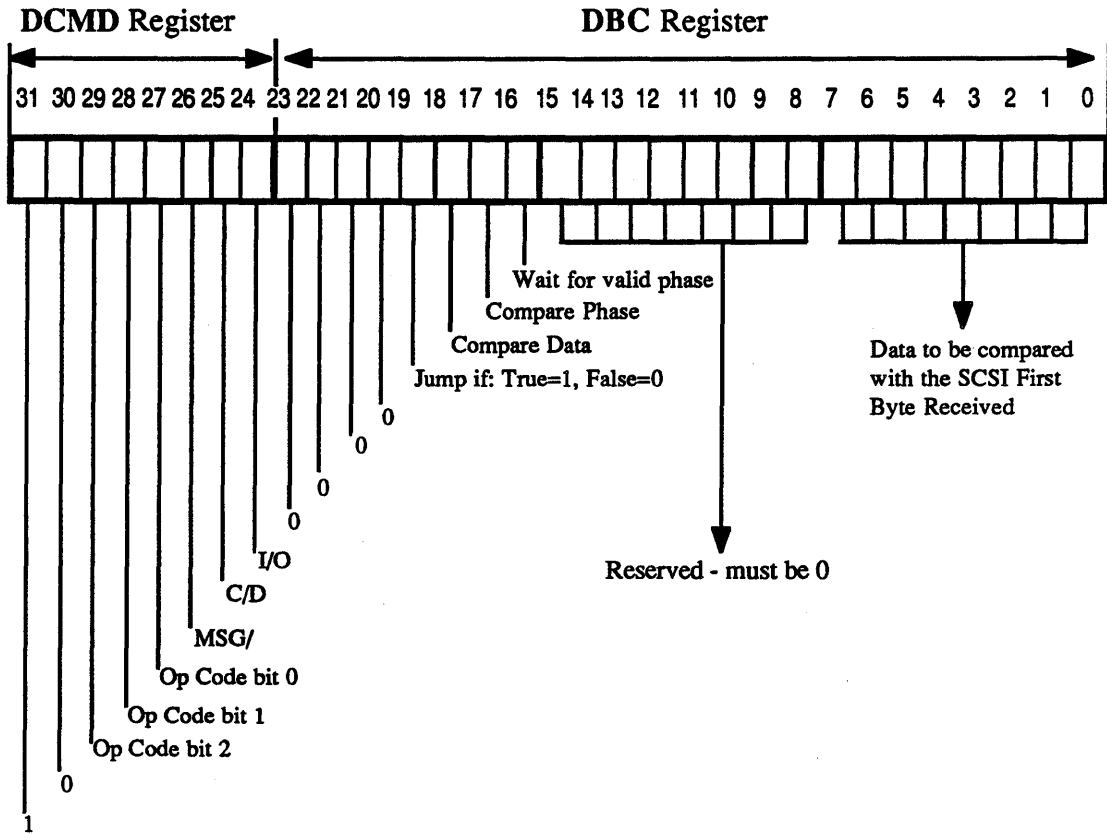 DCMD Register
DBC Register
31 30 29 28 27 26 25 24 23 22 21 20 19 18 17 16 15 14 13 12 11 10 9 8 7 6 5 4 3 2 1 0
Wait for valid phase
Compare Phase
Compare Data
Jump if: True=1, False=0
0
0
0
0
I/O
C/D
MSG/
Op Code bit 0
Op Code bit 1
Op Code bit 2
0
1
Reserved - must be 0
Data to be compared
with the SCSI First
Byte Received